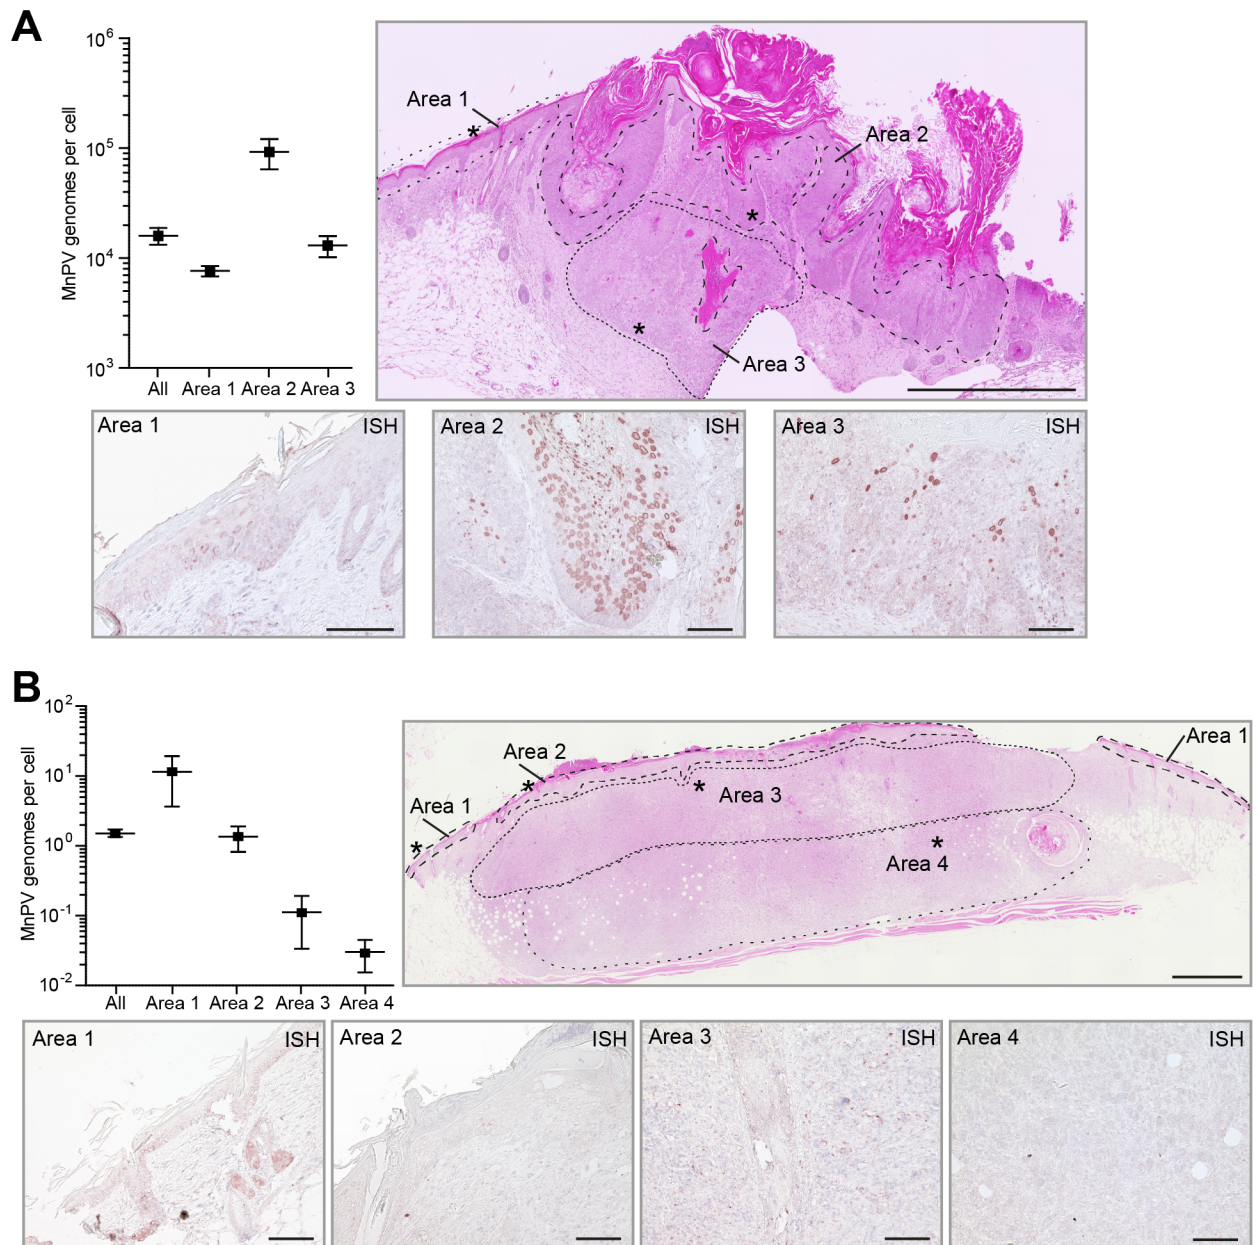 A
MnPV genomes per cell
10^6
10^5
10^4
10^3
All Area 1 Area 2 Area 3
Area 1
*
Area 2
*
*
Area 3
Area 1 ISH
Area 2 ISH
Area 3 ISH
B
MnPV genomes per cell
10^2
10^1
10^0
10^-1
10^-2
All Area 1 Area 2 Area 3 Area 4
Area 1
Area 2
*
Area 1
*
*
Area 3
*
Area 4
Area 1 ISH
Area 2 ISH
Area 3 ISH
Area 4 ISH